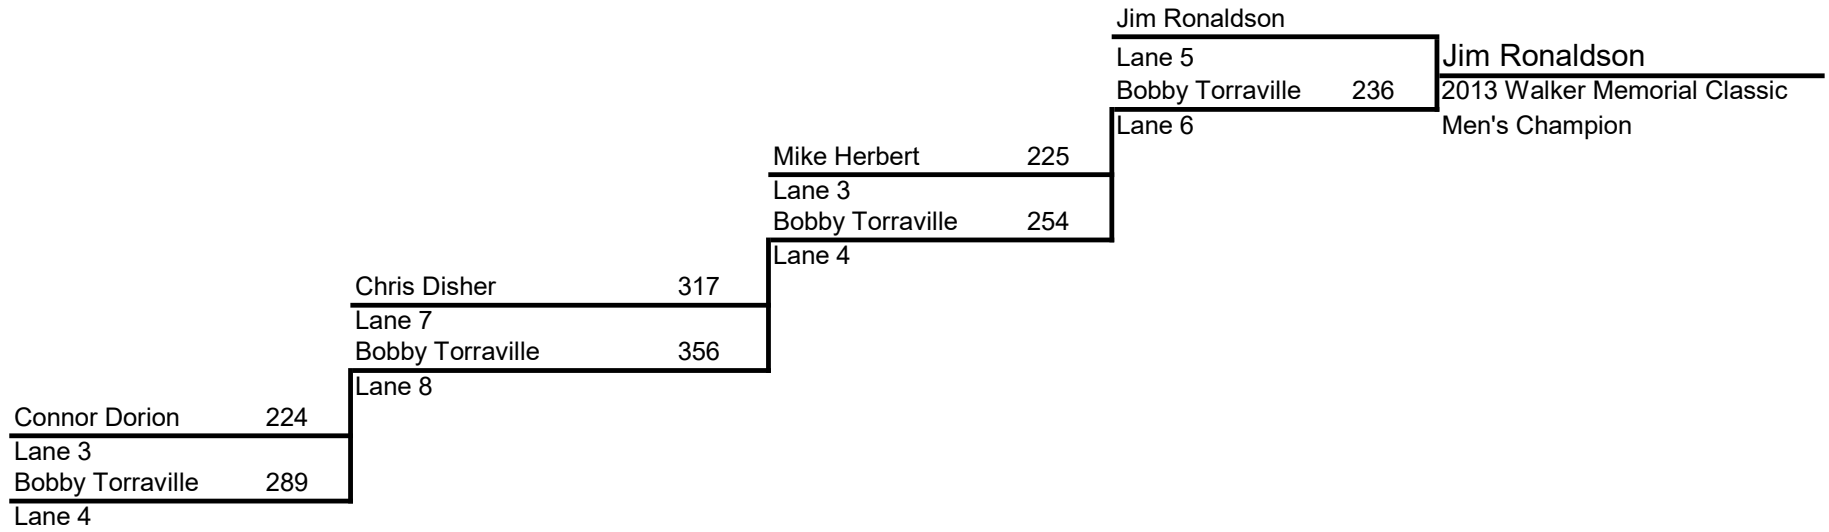 Jim Ronaldson
Lane 5
Jim Ronaldson
Bobby Torraville 236
2013 Walker Memorial Classic
Lane 6
Men's Champion
Mike Herbert 225
Lane 3
Bobby Torraville 254
Lane 4
Chris Disher 317
Lane 7
Bobby Torraville 356
Lane 8
Connor Dorion 224
Lane 3
Bobby Torraville 289
Lane 4